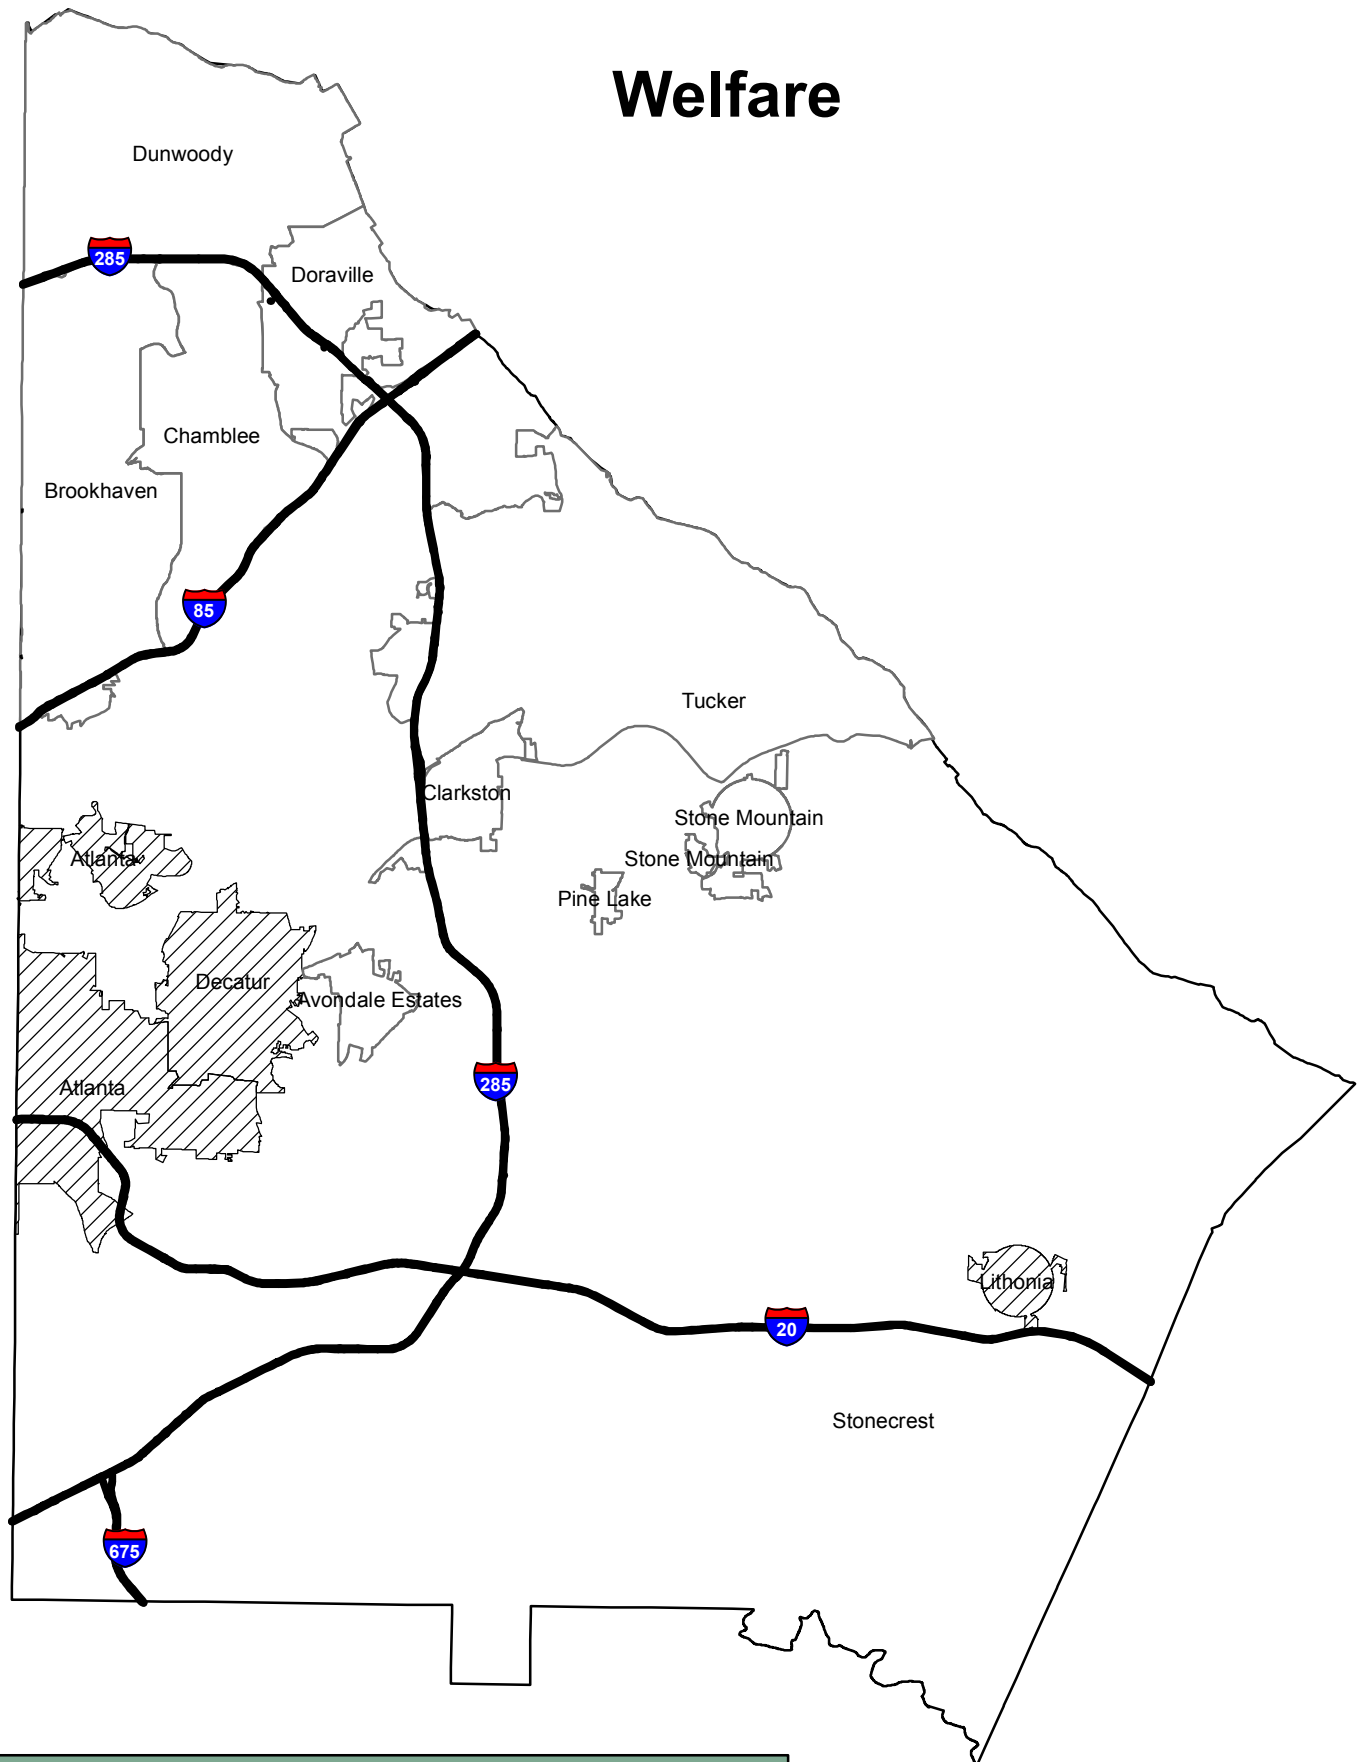 Welfare
Dunwoody
285
Doraville
Chamblee
Brookhaven
85
Tucker
Clarkston
Stone Mountain
Atlanta
Stone Mountain
Pine Lake
Decatur
Avondale Estates
285
Atlanta
Lithonia
20
Stonecrest
675